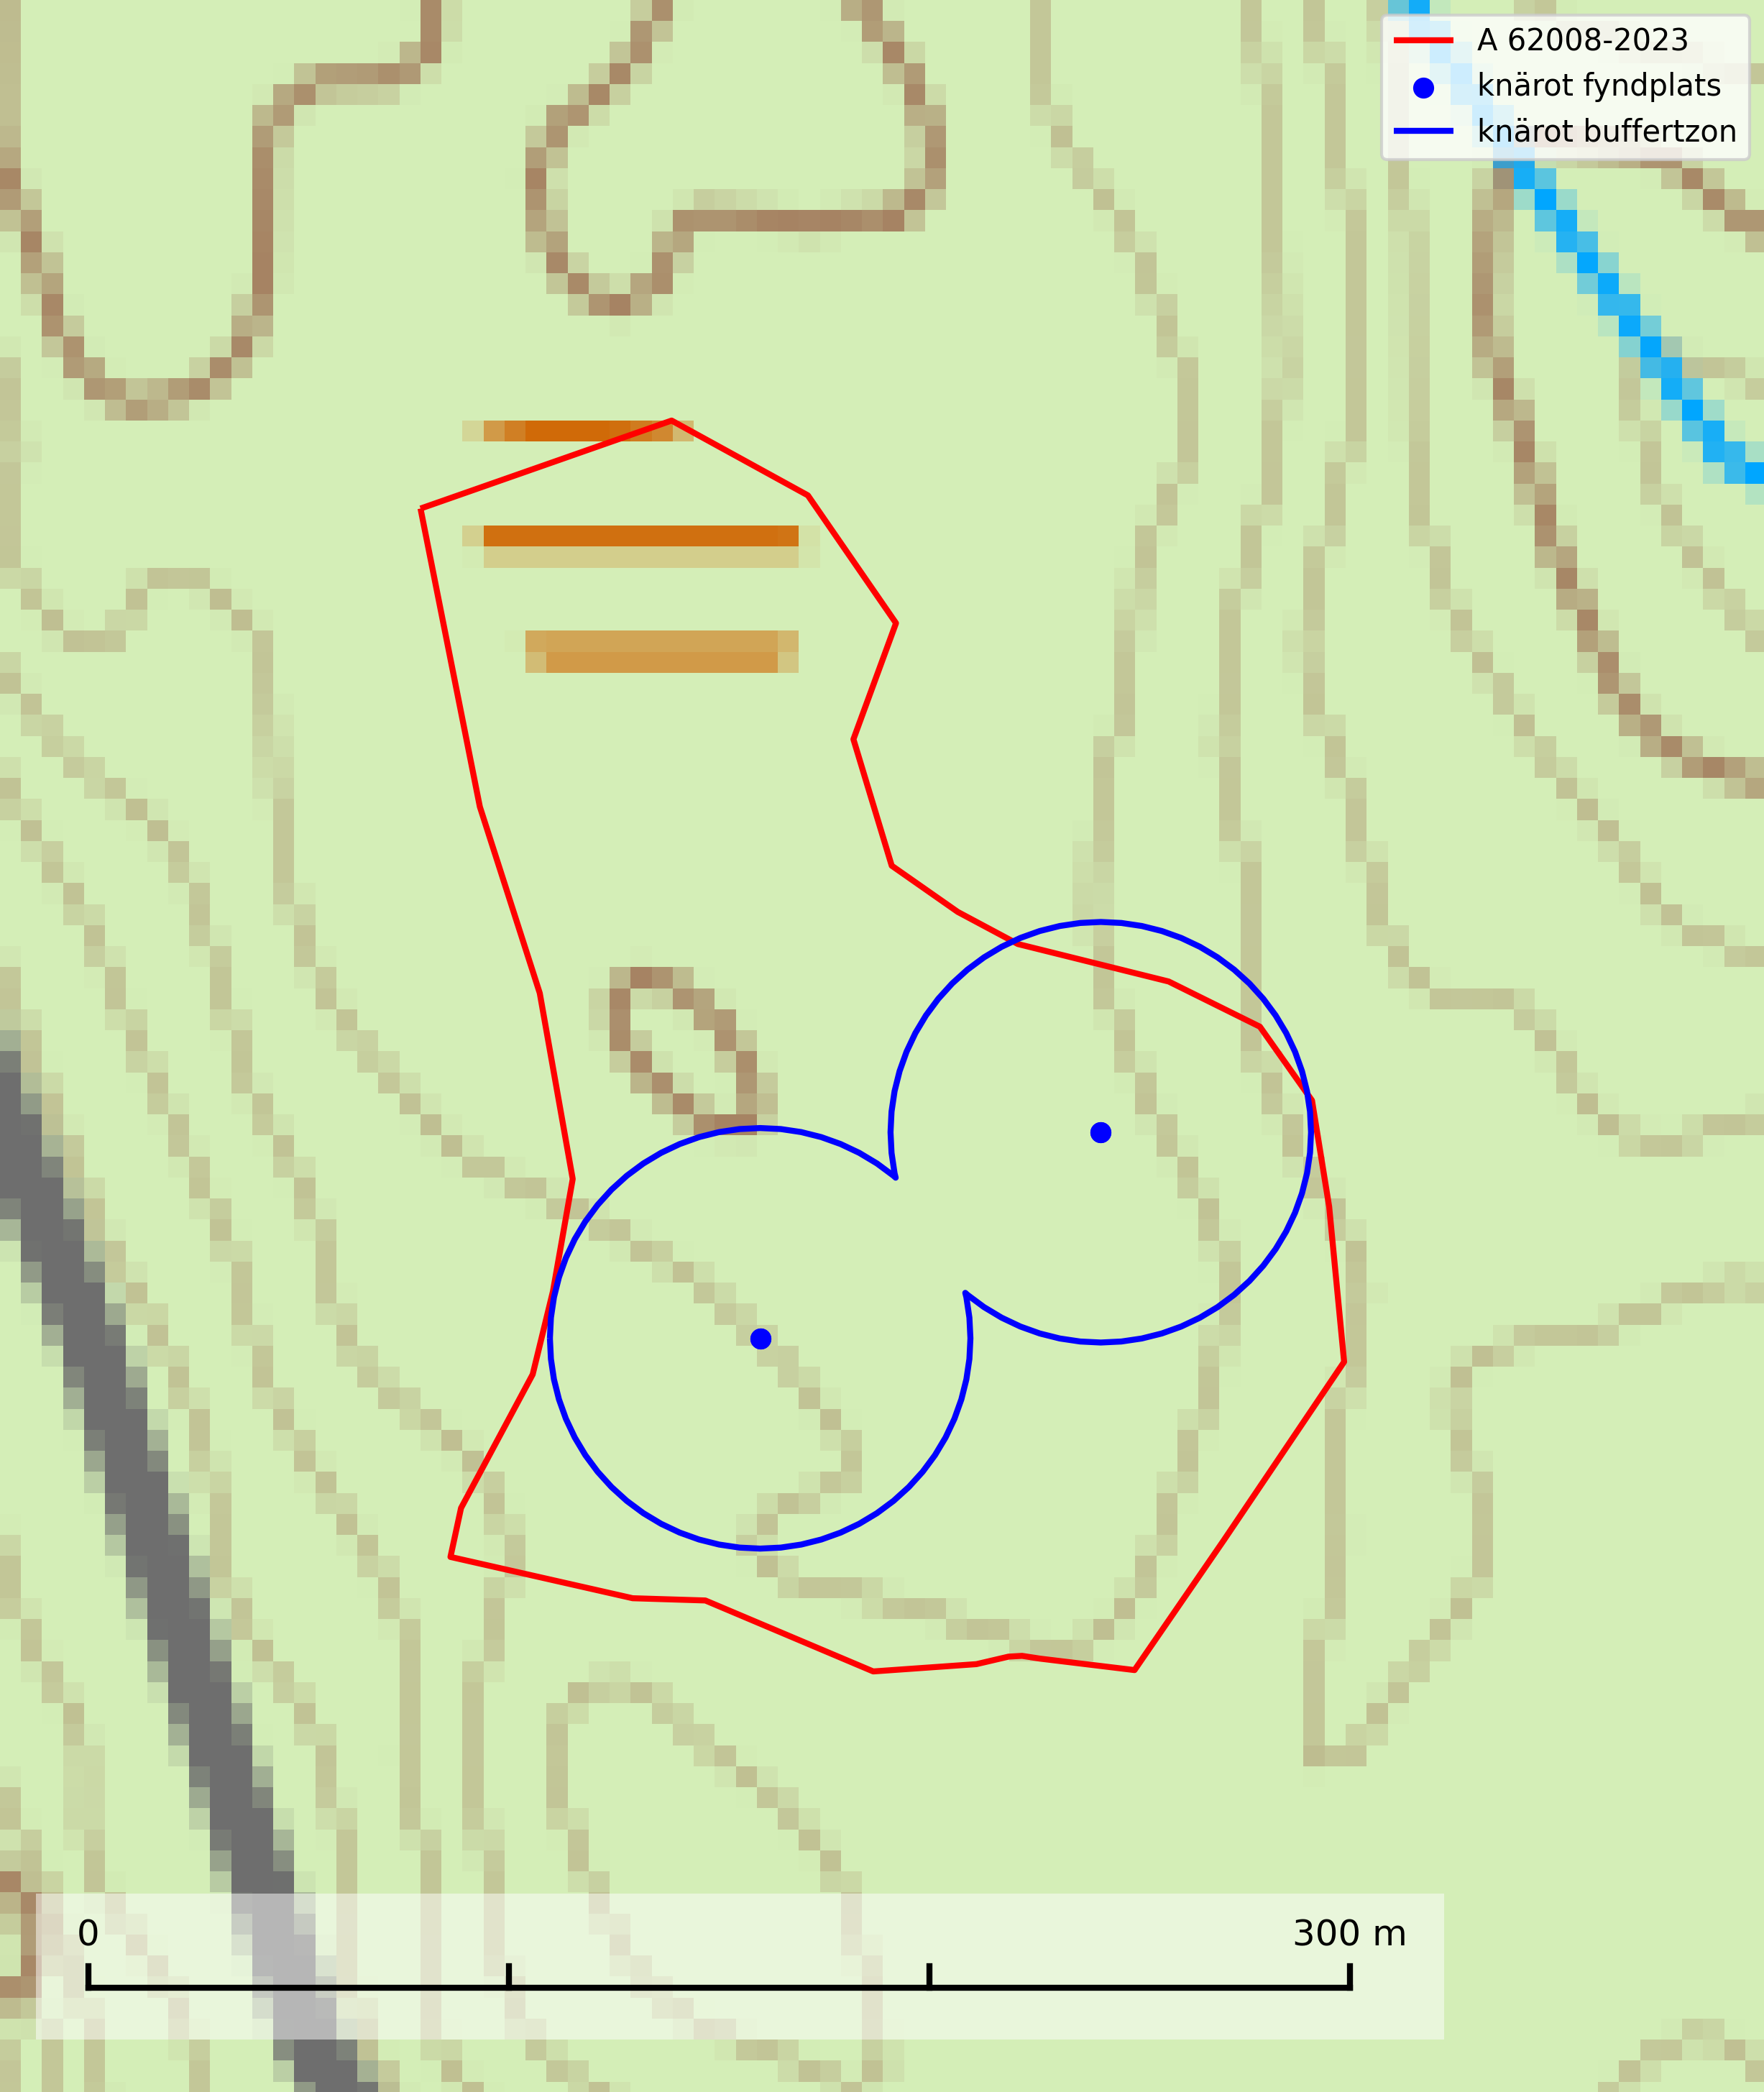 A 62008-2023
knärot fyndplats
knärot buffertzon
0 300 m